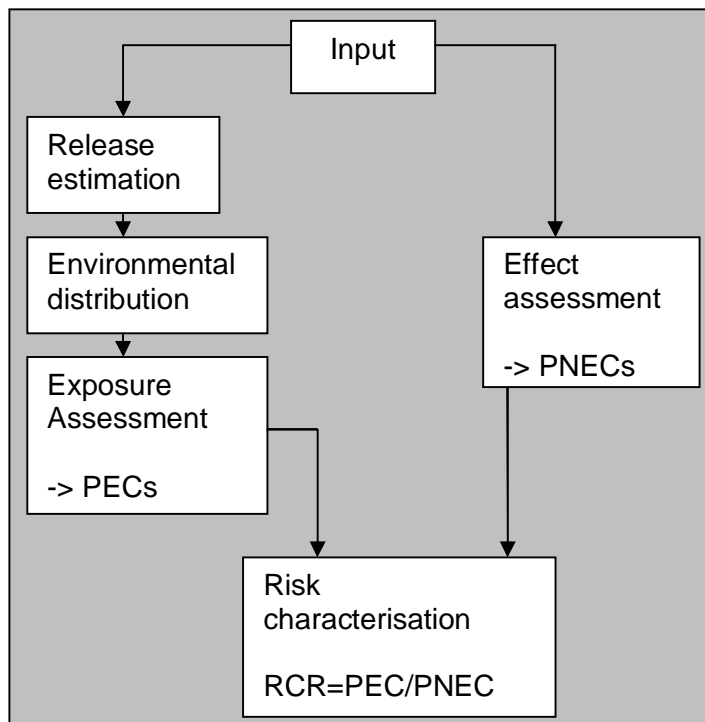 Input
Release
estimation
Environmental
distribution
Exposure
Assessment
-> PECs
Effect
assessment
-> PNECs
Risk
characterisation
RCR=PEC/PNEC